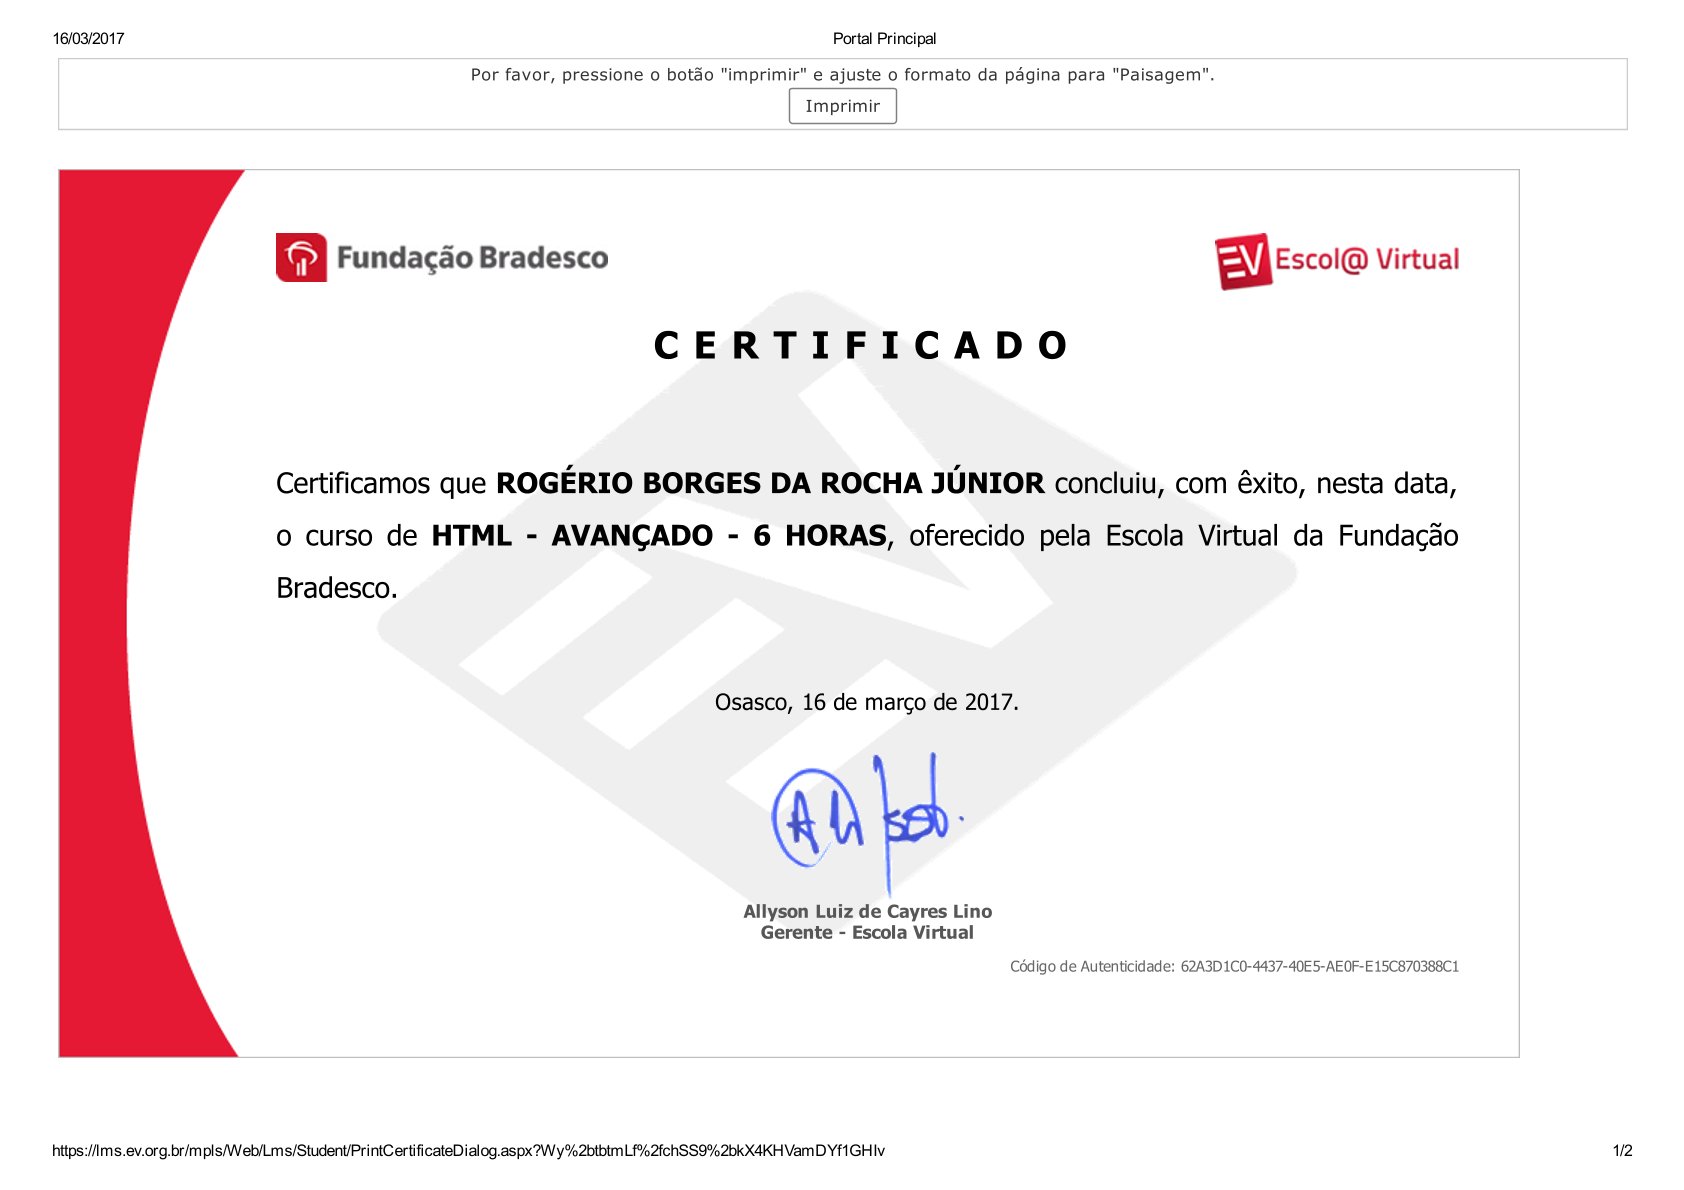 16/03/2017
Portal Principal
Por favor, pressione o botão "imprimir" e ajuste o formato da página para "Paisagem".
Imprimir
Fundação Bradesco
EV Escol@ Virtual
CERTIFICADO
Certificamos que ROGÉRIO BORGES DA ROCHA JÚNIOR concluiu, com êxito, nesta data,
o curso de HTML - AVANÇADO - 6 HORAS, oferecido pela Escola Virtual da Fundação
Bradesco.
Osasco, 16 de março de 2017.
Allyson Luiz de Cayres Lino
Gerente - Escola Virtual
Código de Autenticidade: 62A3D1C0-4437-40E5-AE0F-E15C870388C1
https://lms.ev.org.br/mpls/Web/Lms/Student/PrintCertificateDialog.aspx?Wy%2btbtmLf%2fchSS9%2bkX4KHVamDYf1GHIv
1/2